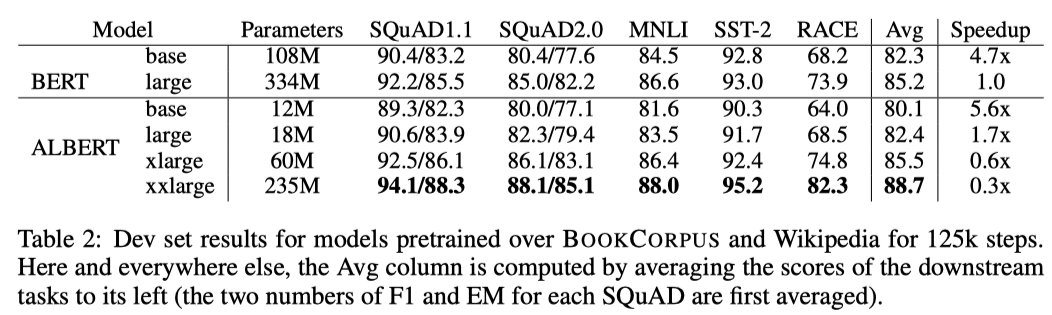 Model Parameters SQuAD1.1 SQuAD2.0 MNLI SST-2 RACE Avg Speedup
BERT
base 108M 90.4/83.2 80.4/77.6 84.5 92.8 68.2 82.3 4.7x
large 334M 92.2/85.5 85.0/82.2 86.6 93.0 73.9 85.2 1.0
ALBERT
base 12M 89.3/82.3 80.0/77.1 81.6 90.3 64.0 80.1 5.6x
large 18M 90.6/83.9 82.3/79.4 83.5 91.7 68.5 82.4 1.7x
xlarge 60M 92.5/86.1 86.1/83.1 86.4 92.4 74.8 85.5 0.6x
xxlarge 235M 94.1/88.3 88.1/85.1 88.0 95.2 82.3 88.7 0.3x
Table 2: Dev set results for models pretrained over BOOKCORPUS and Wikipedia for 125k steps.
Here and everywhere else, the Avg column is computed by averaging the scores of the downstream
tasks to its left (the two numbers of F1 and EM for each SQuAD are first averaged).